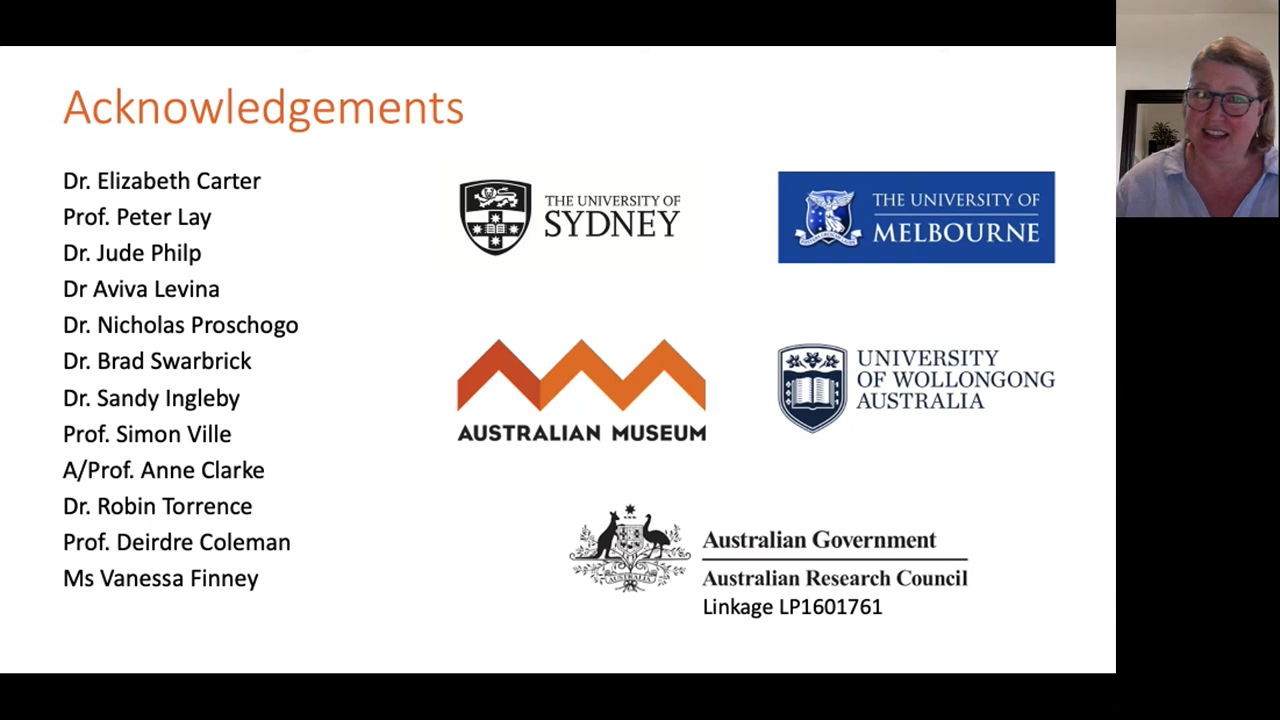 Acknowledgements
Dr. Elizabeth Carter
Prof. Peter Lay
Dr. Jude Philp
Dr Aviva Levina
Dr. Nicholas Proschogo
Dr. Brad Swarbrick
Dr. Sandy Ingleby
Prof. Simon Ville
A/Prof. Anne Clarke
Dr. Robin Torrence
Prof. Deirdre Coleman
Ms Vanessa Finney
THE UNIVERSITY OF
SYDNEY
THE UNIVERSITY OF
MELBOURNE
AUSTRALIAN MUSEUM
UNIVERSITY
OF WOLLONGONG
AUSTRALIA
AUSTRALIA
Australian Government
Australian Research Council
Linkage LP1601761